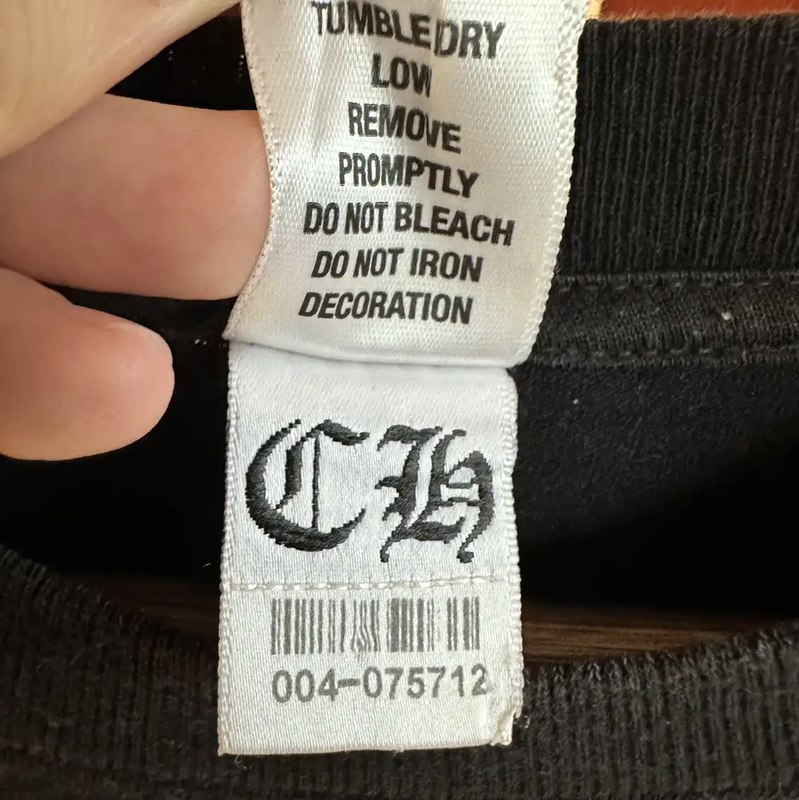 TUMBLE DRY
LOW
REMOVE
PROMPTLY
DO NOT BLEACH
DO NOT IRON
DECORATION
CH
004-075712